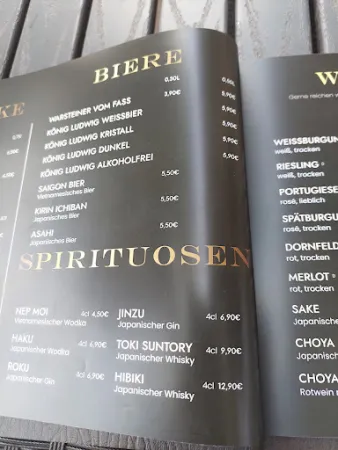 KE
BIERE
0,30L 0,50L
WARSTEINER VOM FASS 3,90€ 5,90€
KÖNIG LUDWIG WEISSBIER 5,90€
KÖNIG LUDWIG KRISTALL 5,90€
KÖNIG LUDWIG DUNKEL 5,90€
KÖNIG LUDWIG ALKOHOLFREI 5,90€
SAIGON BIER 5,50€
Vietnamesisches Bier
KIRIN ICHIBAN 5,50€
Japanisches Bier
ASAHI 5,50€
Japanisches Bier
SPIRITUOSEN
NEP MOI 4cl 4,50€
Vietnamesischer Wodka
HAKU 4cl 6,90€
Japanischer Wodka
ROKU 4cl 6,90€
Japanischer Gin
JINZU 4cl 6,90€
Japanischer Gin
TOKI SUNTORY 4cl 9,90€
Japanischer Whisky
HIBIKI 4cl 12,90€
Japanischer Whisky
W
Gerne reichen w
WEISSBURGUN
weiß, trocken
RIESLING
weiß, trocken
PORTUGIESE
rosé, lieblich
SPÄTBURGU
rosé, trocken
DORNFELD
rot, trocken
MERLOT
rot, trocken
SAKE
Japanische
CHOYA
Japanisch
CHOYA
Rotwein m